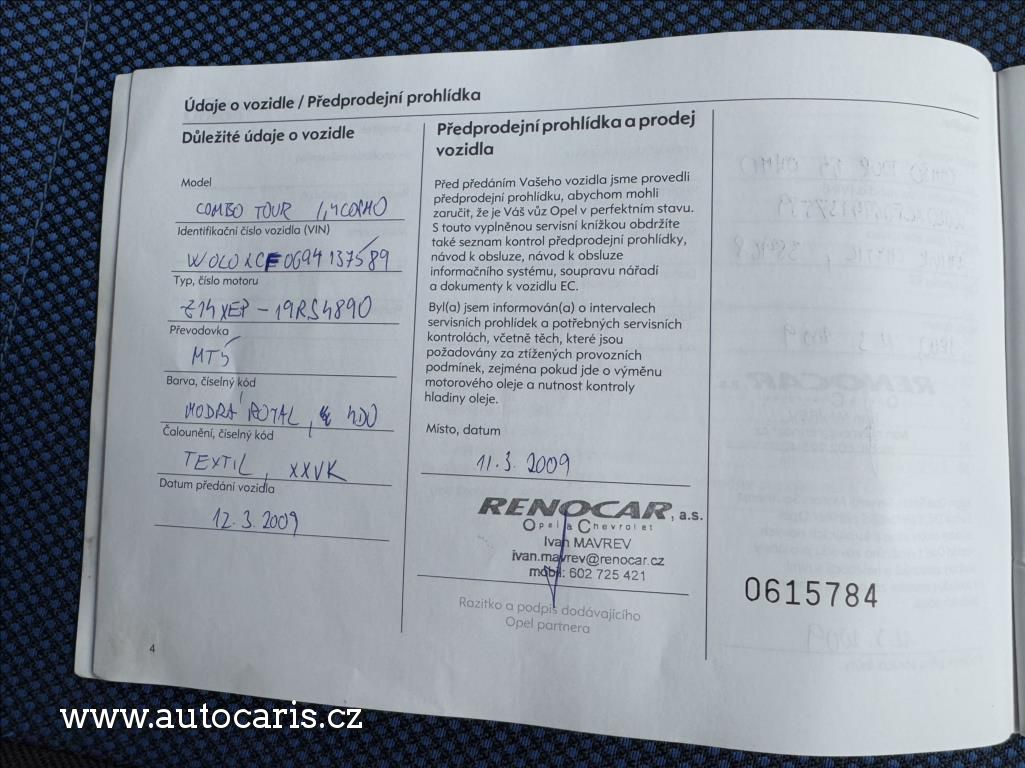 Údaje o vozidle / Předprodejní prohlídka
Důležité údaje o vozidle
Model
COMBO TOUR 1,4 COSMO
Identifikační číslo vozidla (VIN)
W0L0XCF0694137589
Typ, číslo motoru
Z14XEP - 19RS4890
Převodovka
MT5
Barva, číselný kód
MODRÁ ROYAL, 4D0
Čalounění, číselný kód
TEXTIL, XXVK
Datum předání vozidla
12.3.2009
4
Předprodejní prohlídka a prodej
vozidla
Před předáním Vašeho vozidla jsme provedli
předprodejní prohlídku, abychom mohli
zaručit, že je Váš vůz Opel v perfektním stavu.
S touto vyplněnou servisní knížkou obdržíte
také seznam kontrol předprodejní prohlídky,
návod k obsluze, návod k obsluze
informačního systému, soupravu nářadí
a dokumenty k vozidlu EC.
Byl(a) jsem informován(a) o intervalech
servisních prohlídek a potřebných servisních
kontrolách, včetně těch, které jsou
požadovány za ztížených provozních
podmínek, zejména pokud jde o výměnu
motorového oleje a nutnost kontroly
hladiny oleje.
Místo, datum
11.3.2009
RENOCAR, a.s.
Opel a Chevrolet
Ivan MAVREV
ivan.mavrev@renocar.cz
mobil: 602 725 421
Razítko a podpis dodávajícího
Opel partnera
0615784
www.autocaris.cz